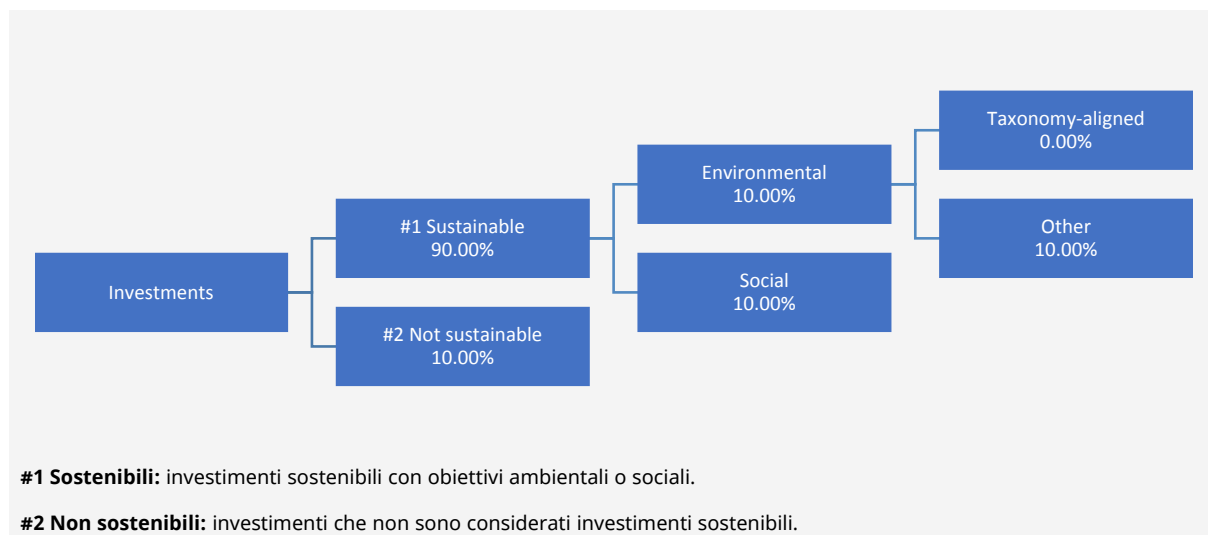 Investments
#1 Sustainable
90.00%
#2 Not sustainable
10.00%
Environmental
10.00%
Social
10.00%
Taxonomy-aligned
0.00%
Other
10.00%
#1 Sostenibili: investimenti sostenibili con obiettivi ambientali o sociali.
#2 Non sostenibili: investimenti che non sono considerati investimenti sostenibili.